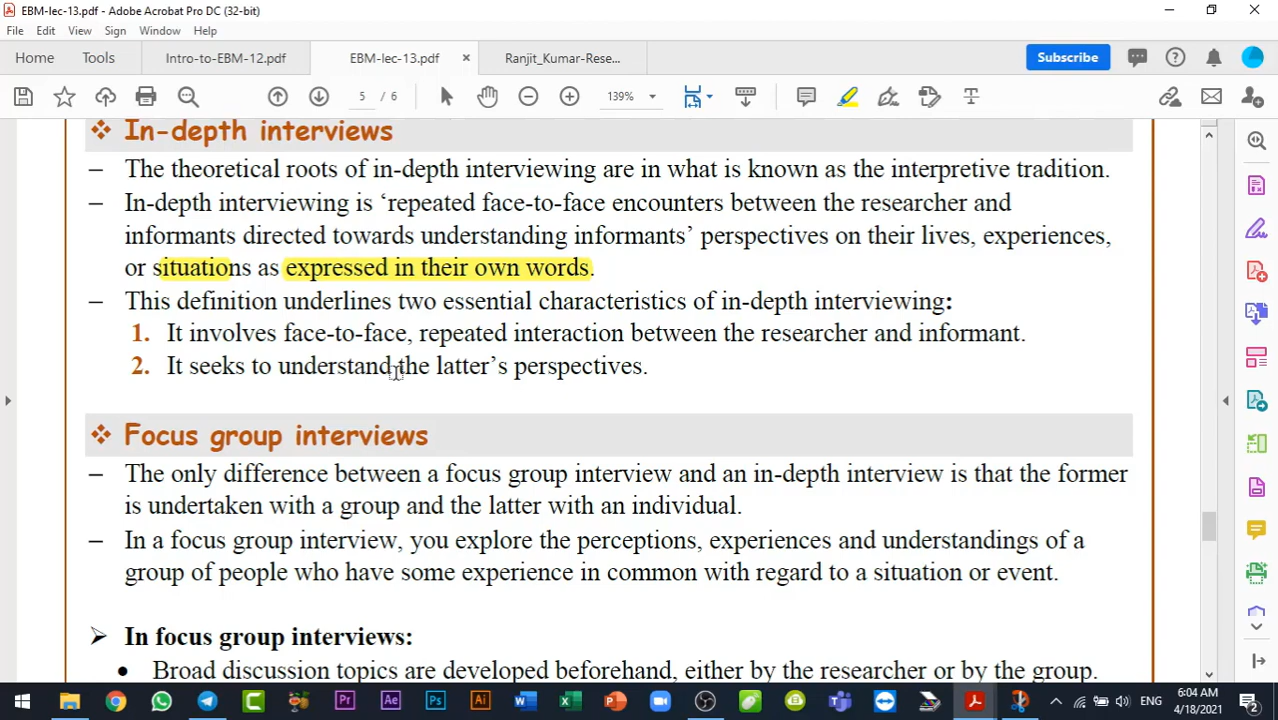 EBM-lec-13.pdf - Adobe Acrobat Pro DC (32-bit)
File Edit View Sign Window Help
Home Tools Intro-to-EBM-12.pdf EBM-lec-13.pdf × Ranjit_Kumar-Rese... Subscribe
5 / 6 139%
❖ In-depth interviews
– The theoretical roots of in-depth interviewing are in what is known as the interpretive tradition.
– In-depth interviewing is ‘repeated face-to-face encounters between the researcher and
informants directed towards understanding informants’ perspectives on their lives, experiences,
or situations as expressed in their own words.
– This definition underlines two essential characteristics of in-depth interviewing:
1. It involves face-to-face, repeated interaction between the researcher and informant.
2. It seeks to understand the latter’s perspectives.
❖ Focus group interviews
– The only difference between a focus group interview and an in-depth interview is that the former
is undertaken with a group and the latter with an individual.
– In a focus group interview, you explore the perceptions, experiences and understandings of a
group of people who have some experience in common with regard to a situation or event.
➢ In focus group interviews:
• Broad discussion topics are developed beforehand, either by the researcher or by the group.
Pr Ae Ps Ai
ENG
6:04 AM
4/18/2021
2